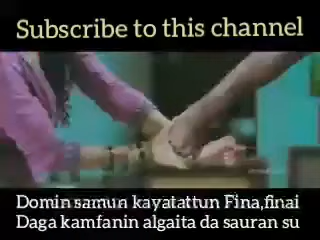 Subscribe to this channel
Domin samun kayatattun Fina,finai
Daga kamfanin algaita da sauran su